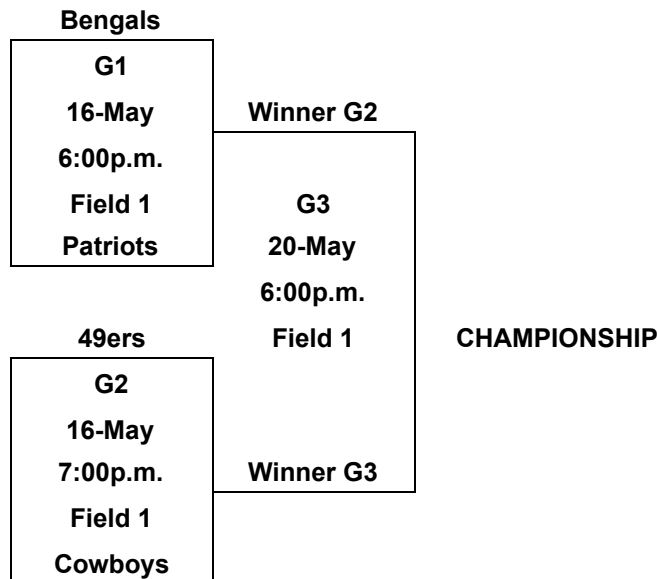 Bengals
G1
16-May
6:00p.m.
Field 1
Patriots
Winner G2
G3
20-May
6:00p.m.
Field 1
CHAMPIONSHIP
49ers
G2
16-May
7:00p.m.
Field 1
Cowboys
Winner G3